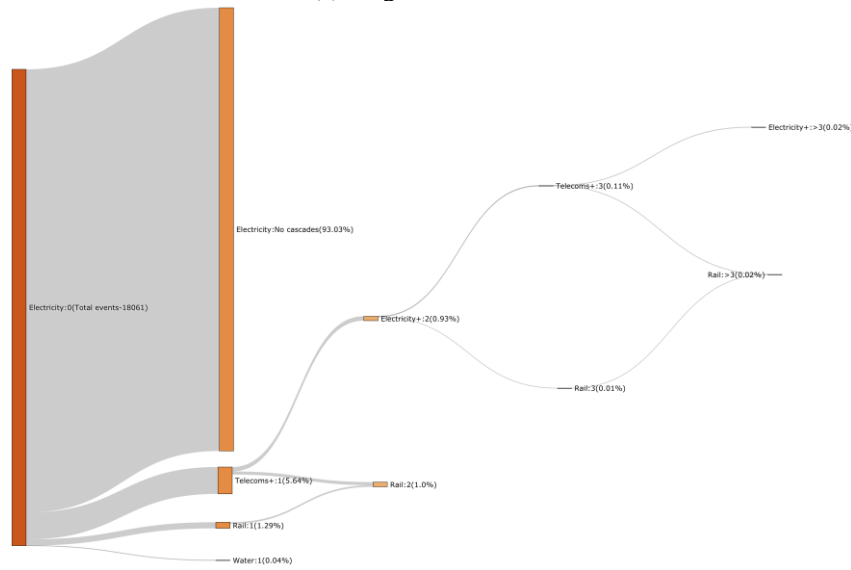 Electricity:0(Total events-18061)
Electricity:No cascades(93.03%)
Telecoms+:1(5.64%)
Rail:1(1.29%)
Water:1(0.04%)
Electricity+:2(0.93%)
Rail:2(1.0%)
Telecoms+:3(0.11%)
Rail:3(0.01%)
Electricity+:>3(0.02%)
Rail:>3(0.02%)